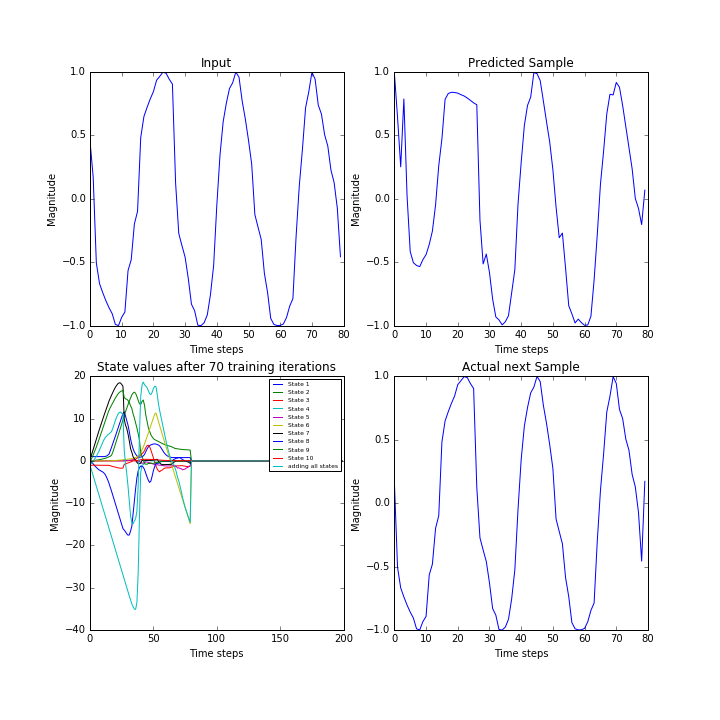 Input
1.0
0.5
0.0
−0.5
−1.0
Magnitude
0 10 20 30 40 50 60 70 80
Time steps
Predicted Sample
1.0
0.5
0.0
−0.5
−1.0
Magnitude
0 10 20 30 40 50 60 70 80
Time steps
State values after 70 training iterations
20
10
0
−10
−20
−30
−40
Magnitude
0 50 100 150 200
Time steps
State 1
State 2
State 3
State 4
State 5
State 6
State 7
State 8
State 9
State 10
adding all states
Actual next Sample
1.0
0.5
0.0
−0.5
−1.0
Magnitude
0 10 20 30 40 50 60 70 80
Time steps